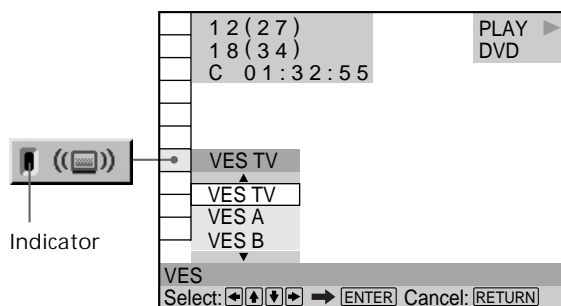 12(27)
18(34)
C 01:32:55
PLAY
DVD
VES TV
VES TV
VES A
VES B
Indicator
VES
Select: ENTER Cancel: RETURN